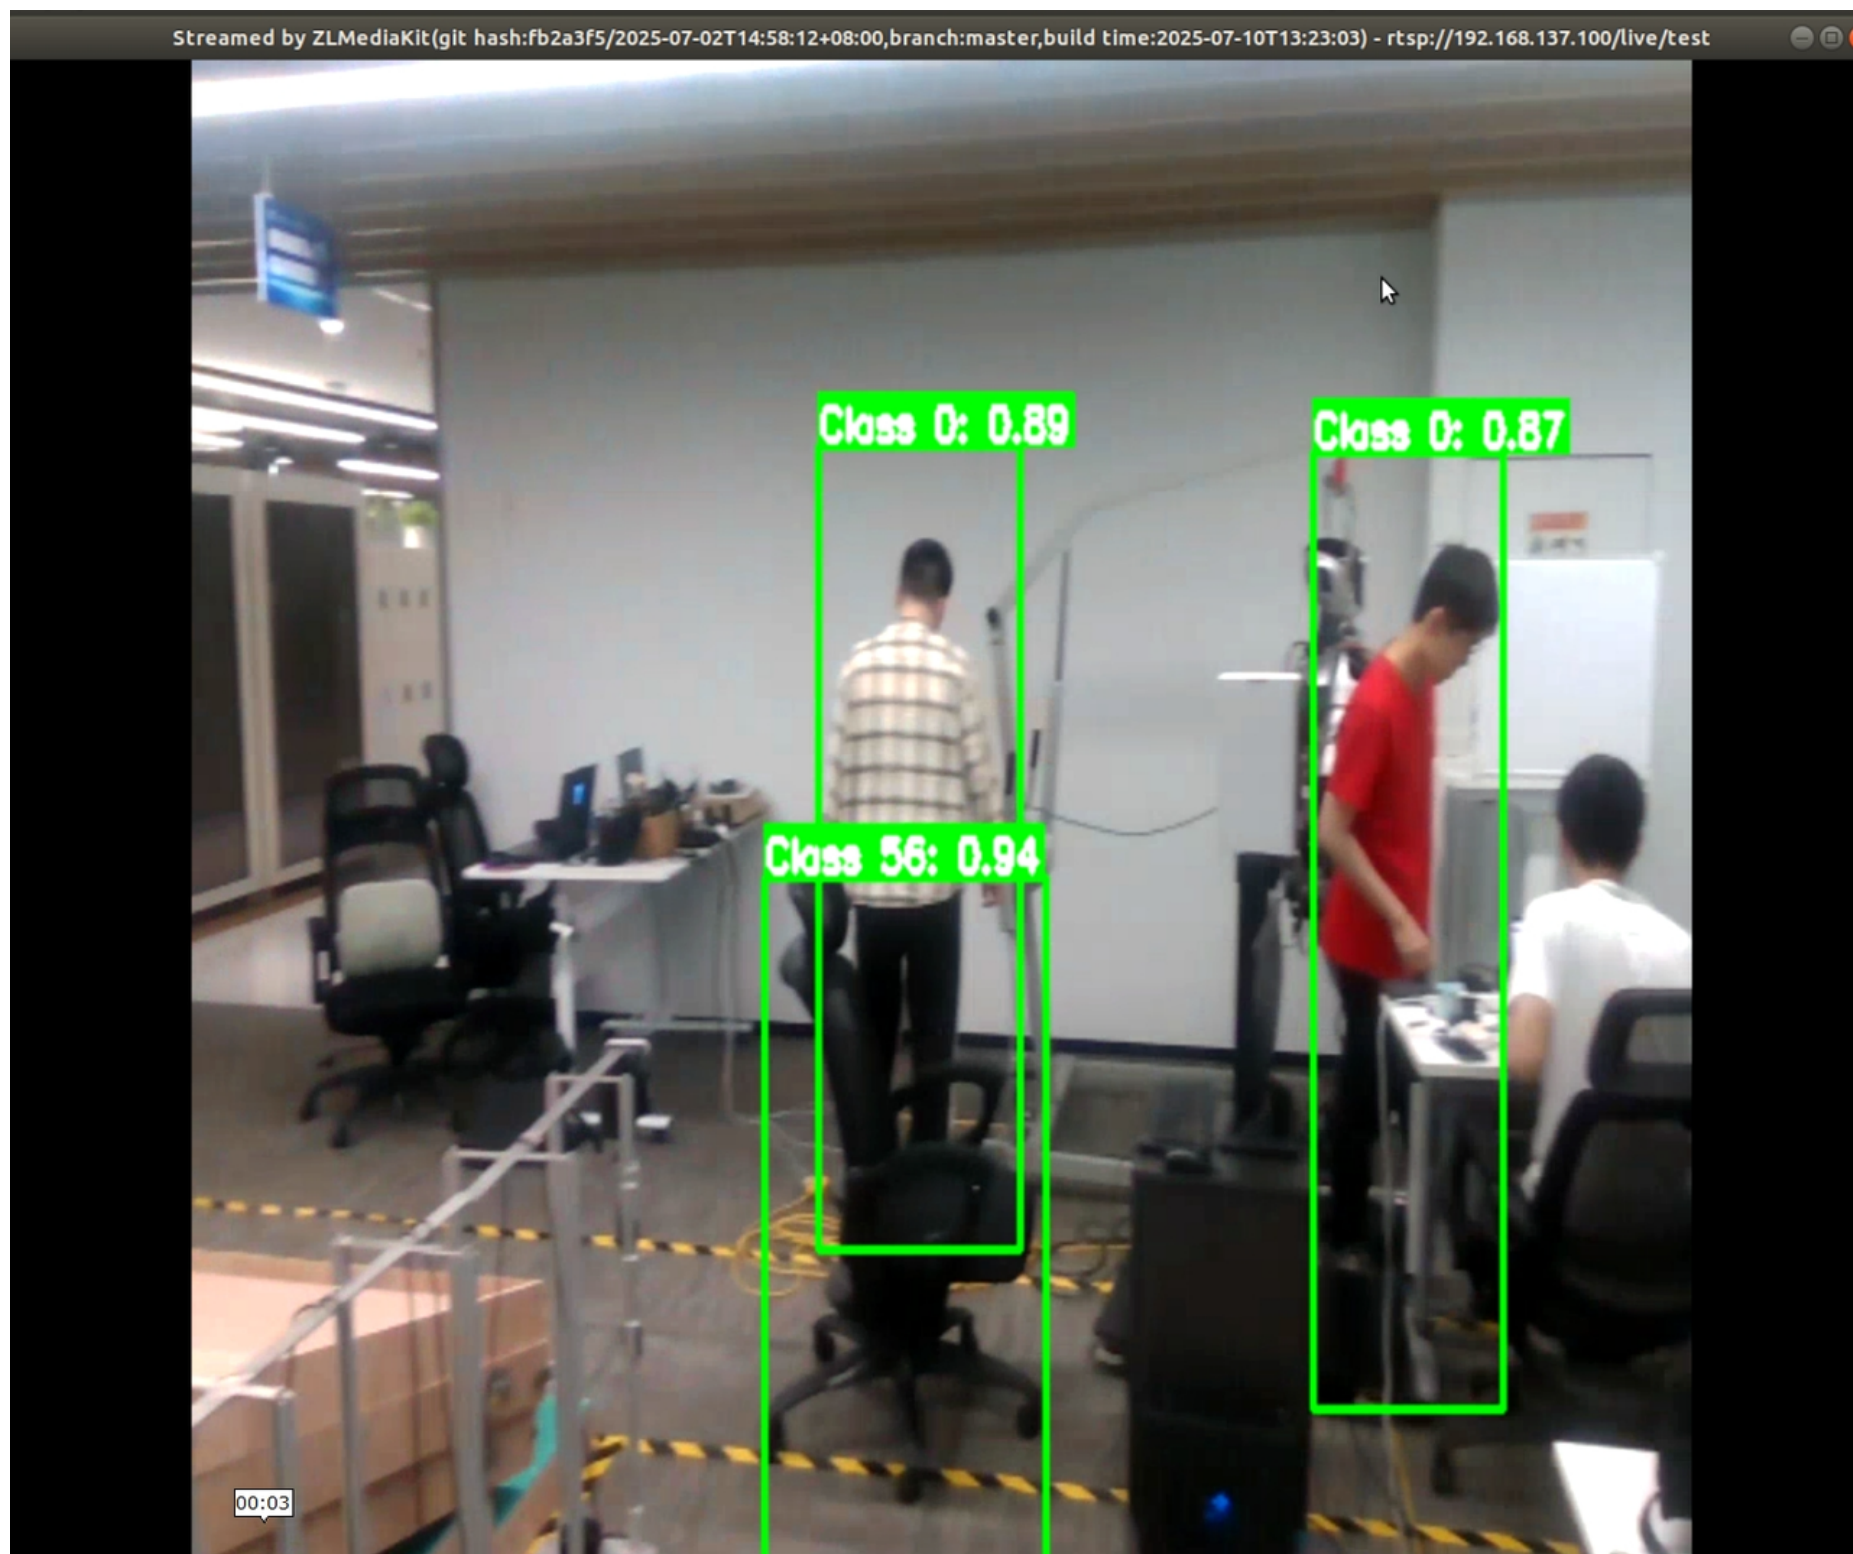 Streamed by ZLMediaKit(git hash:fb2a3f5/2025-07-02T14:58:12+08:00,branch:master,build time:2025-07-10T13:23:03) - rtsp://192.168.137.100/live/test
Class 0: 0.89
Class 0: 0.87
Class 56: 0.94
00:03